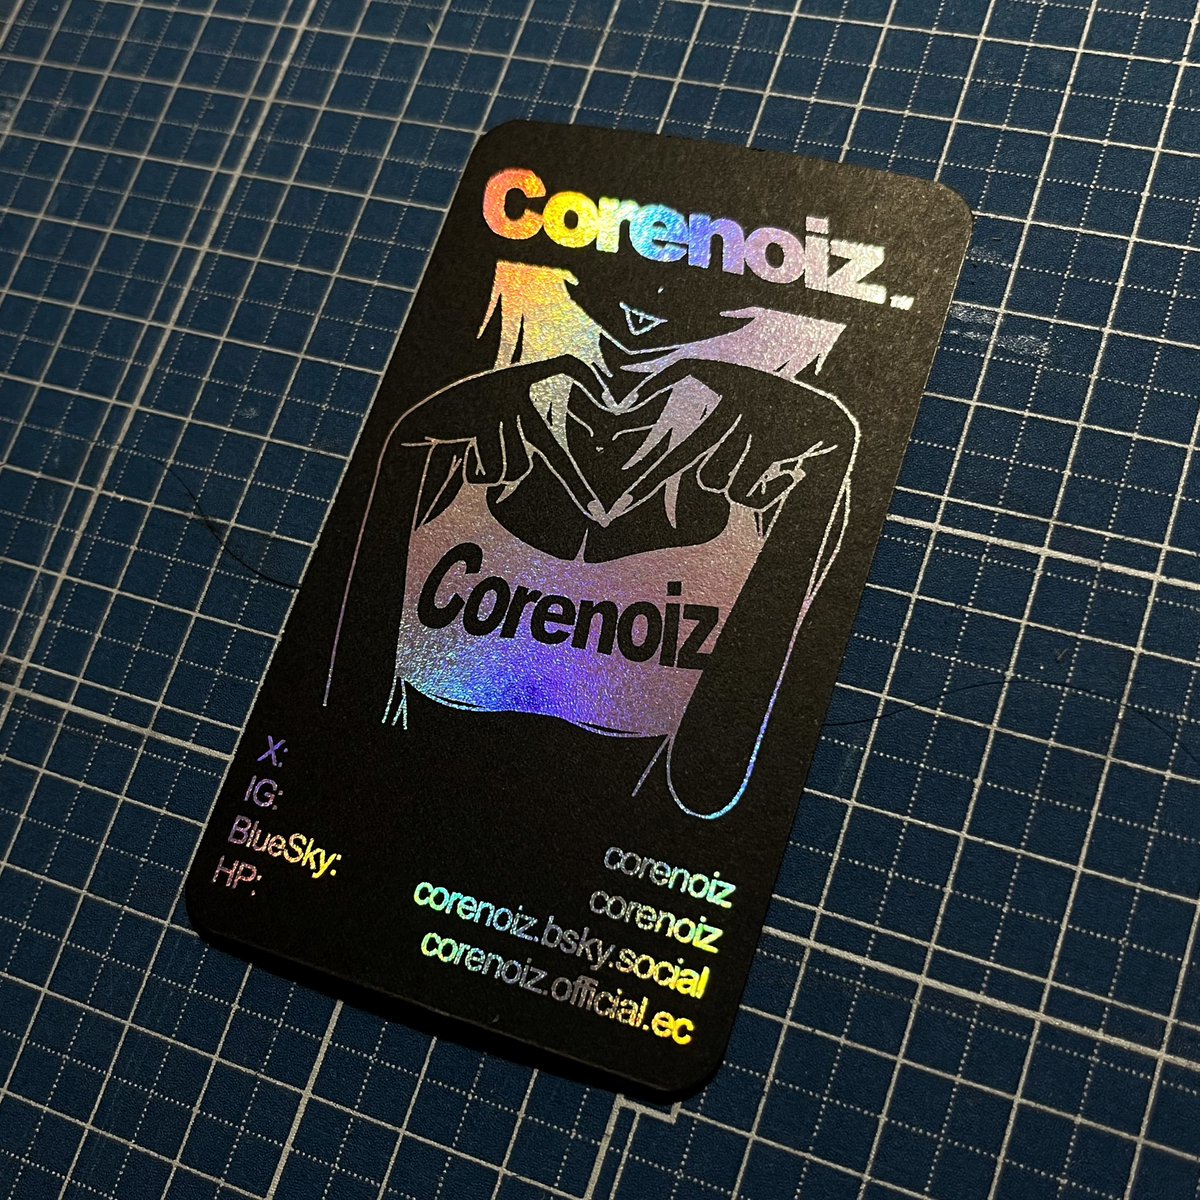 Corenoiz.
Corenoiz
X: corenoiz
IG: corenoiz
BlueSky: corenoiz.bsky.social
HP: corenoiz.official.ec